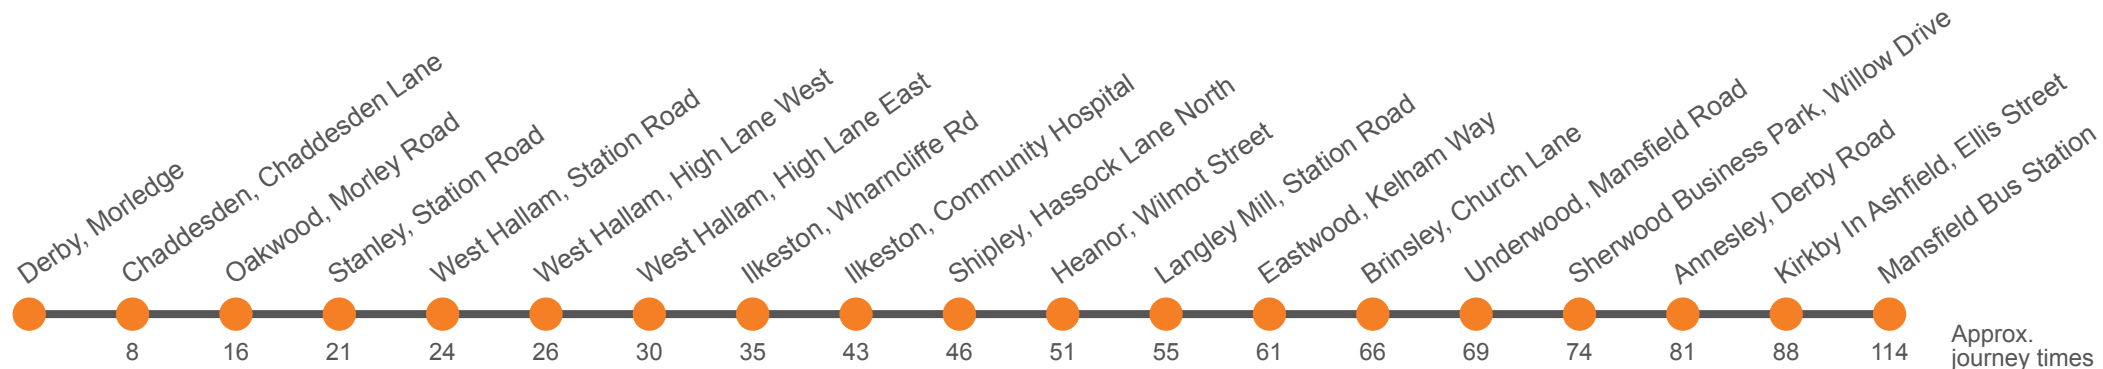 Derby, Morledge
Chaddesden, Chaddesden Lane
Oakwood, Morley Road
Stanley, Station Road
West Hallam, Station Road
West Hallam, High Lane West
West Hallam, High Lane East
Ilkeston, Wharncliffe Rd
Ilkeston, Community Hospital
Shipley, Hassock Lane North
Heanor, Wilmot Street
Langley Mill, Station Road
Eastwood, Kelham Way
Brinsley, Church Lane
Underwood, Mansfield Road
Sherwood Business Park, Willow Drive
Annesley, Derby Road
Kirkby In Ashfield, Ellis Street
Mansfield Bus Station
8 16 21 24 26 30 35 43 46 51 55 61 66 69 74 81 88 114
Approx.
journey times